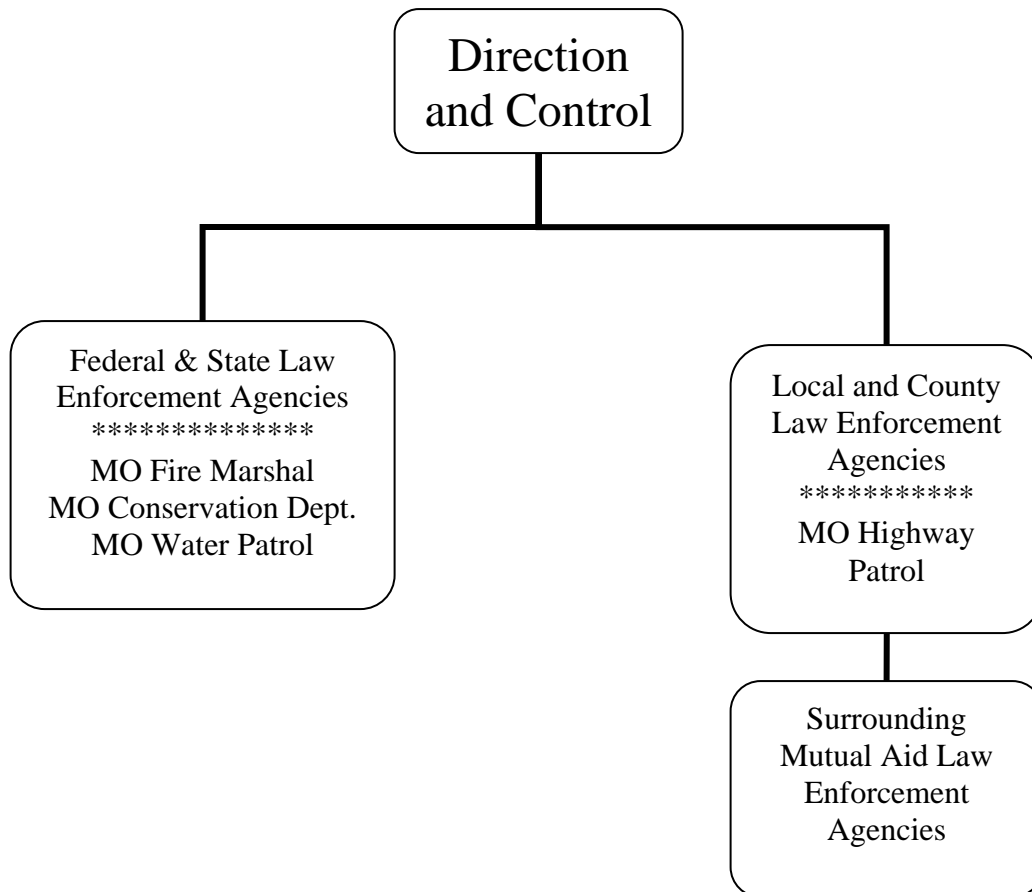 Direction
and Control
Federal & State Law
Enforcement Agencies
**************
MO Fire Marshal
MO Conservation Dept.
MO Water Patrol
Local and County
Law Enforcement
Agencies
***********
MO Highway
Patrol
Surrounding
Mutual Aid Law
Enforcement
Agencies